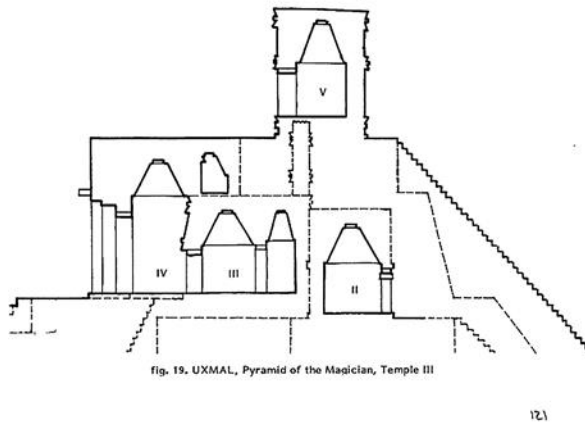 V
IV
III
II
fig. 19. UXMAL, Pyramid of the Magician, Temple III
121